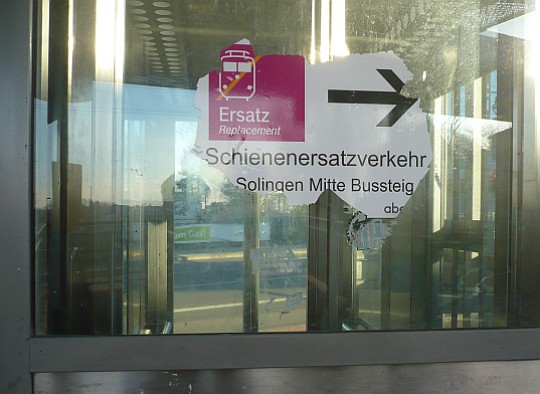 Ersatz
Replacement
Schienenersatzverkehr
Solingen Mitte Bussteig